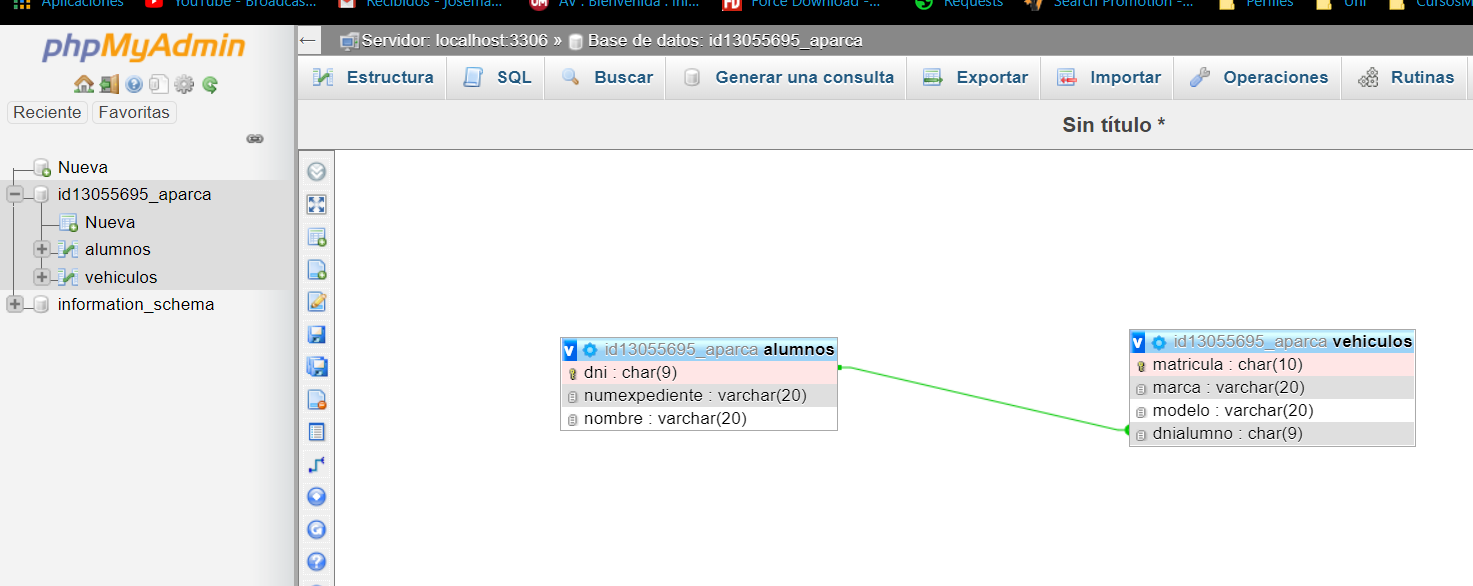 Aplicaciones YouTube - Broadcas... Recibidos - Josema... AV . Bienvenida . Ini... Force Download -... Requests Search Promotion -... Perfiles Uni
phpMyAdmin
Reciente Favoritas
Nueva
id13055695_aparca
Nueva
alumnos
vehiculos
information_schema
Servidor: localhost:3306 » Base de datos: id13055695_aparca
Estructura SQL Buscar Generar una consulta Exportar Importar Operaciones Rutinas
Sin título *
v id13055695_aparca alumnos
dni : char(9)
numexpediente : varchar(20)
nombre : varchar(20)
v id13055695_aparca vehiculos
matricula : char(10)
marca : varchar(20)
modelo : varchar(20)
dnialumno : char(9)